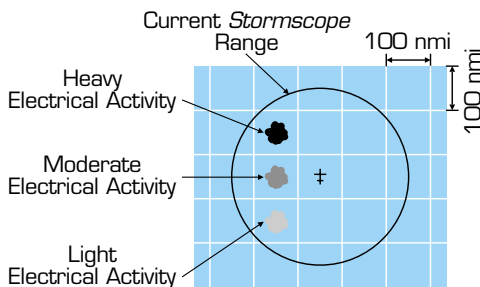 Current Stormscope
Range
100 nmi
100 nmi
Heavy
Electrical Activity
Moderate
Electrical Activity
Light
Electrical Activity